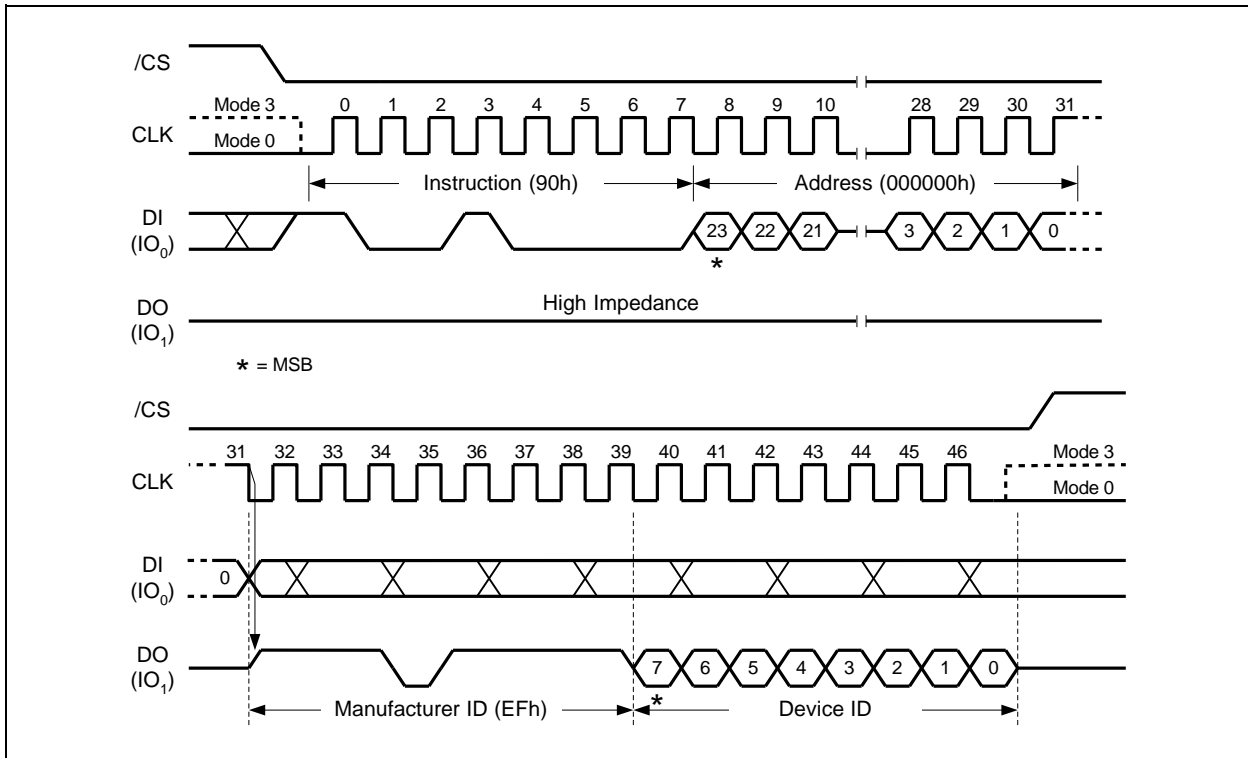 /CS
Mode 3
0 1 2 3 4 5 6 7 8 9 10 28 29 30 31
CLK
Mode 0
Instruction (90h) Address (000000h)
DI
(IO0)
23 22 21 3 2 1 0
*
DO
(IO1)
High Impedance
* = MSB
/CS
31 32 33 34 35 36 37 38 39 40 41 42 43 44 45 46
Mode 3
CLK
Mode 0
DI
(IO0)
0
DO
(IO1)
7 6 5 4 3 2 1 0
*
Manufacturer ID (EFh) Device ID